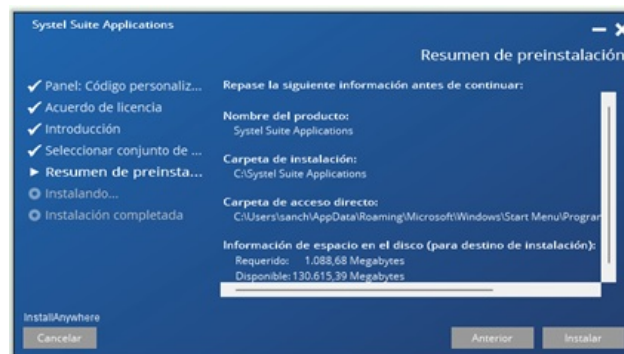 Systel Suite Applications
Resumen de preinstalación
Panel: Código personaliz...
Acuerdo de licencia
Introducción
Seleccionar conjunto de ...
Resumen de preinsta...
Instalando...
Instalación completada
Repase la siguiente información antes de continuar:
Nombre del producto:
Systel Suite Applications
Carpeta de instalación:
C:\Systel Suite Applications
Carpeta de acceso directo:
C:\Users\sanch\AppData\Roaming\Microsoft\Windows\Start Menu\Program
Información de espacio en el disco (para destino de instalación):
Requerido: 1.088,68 Megabytes
Disponible: 130.615,39 Megabytes
InstallAnywhere
Cancelar
Anterior
Instalar